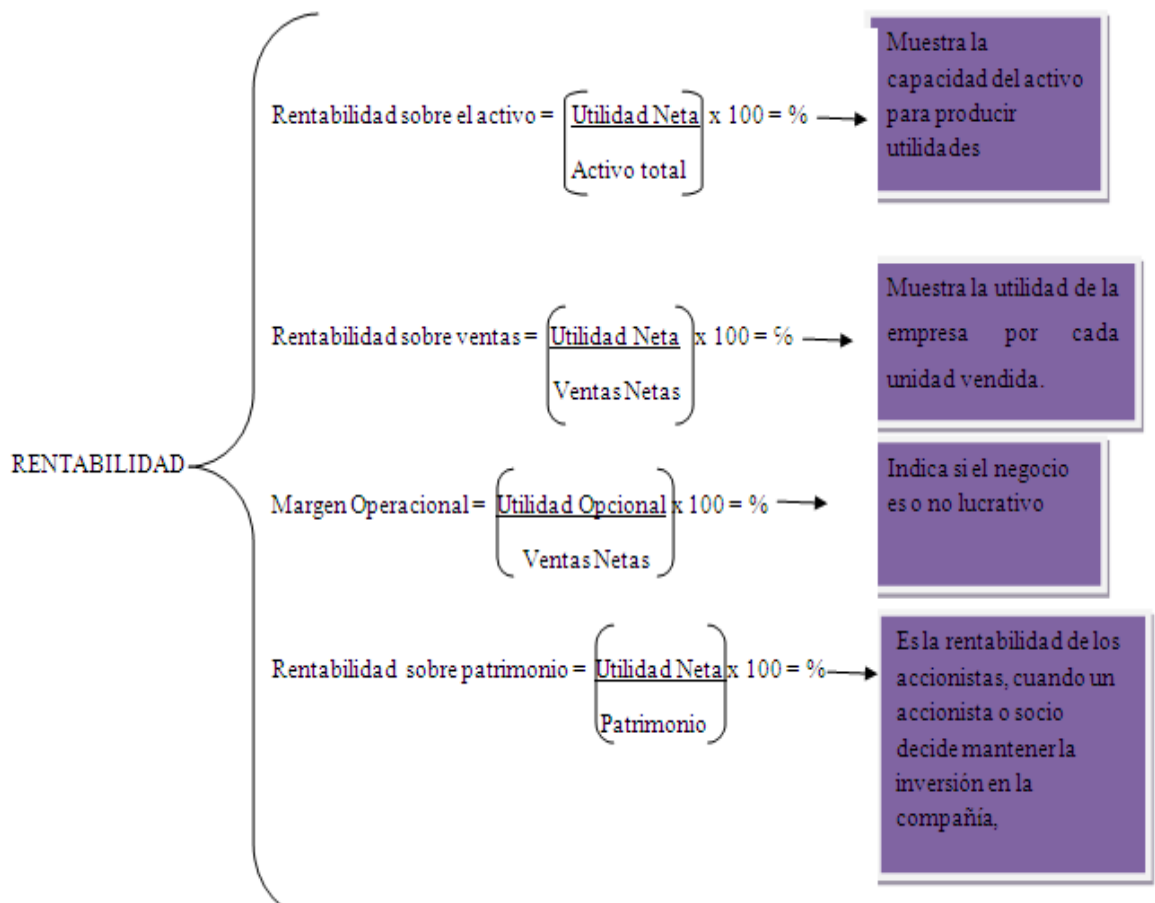 RENTABILIDAD
Rentabilidad sobre el activo = Utilidad Neta x 100 = %
Activo total
Muestra la
capacidad del activo
para producir
utilidades
Rentabilidad sobre ventas = Utilidad Neta x 100 = %
Ventas Netas
Muestra la utilidad de la
empresa por cada
unidad vendida.
Margen Operacional = Utilidad Opcional x 100 = %
Ventas Netas
Indica si el negocio
es o no lucrativo
Rentabilidad sobre patrimonio = Utilidad Neta x 100 = %
Patrimonio
Es la rentabilidad de los
accionistas, cuando un
accionista o socio
decide mantener la
inversión en la
compañía,